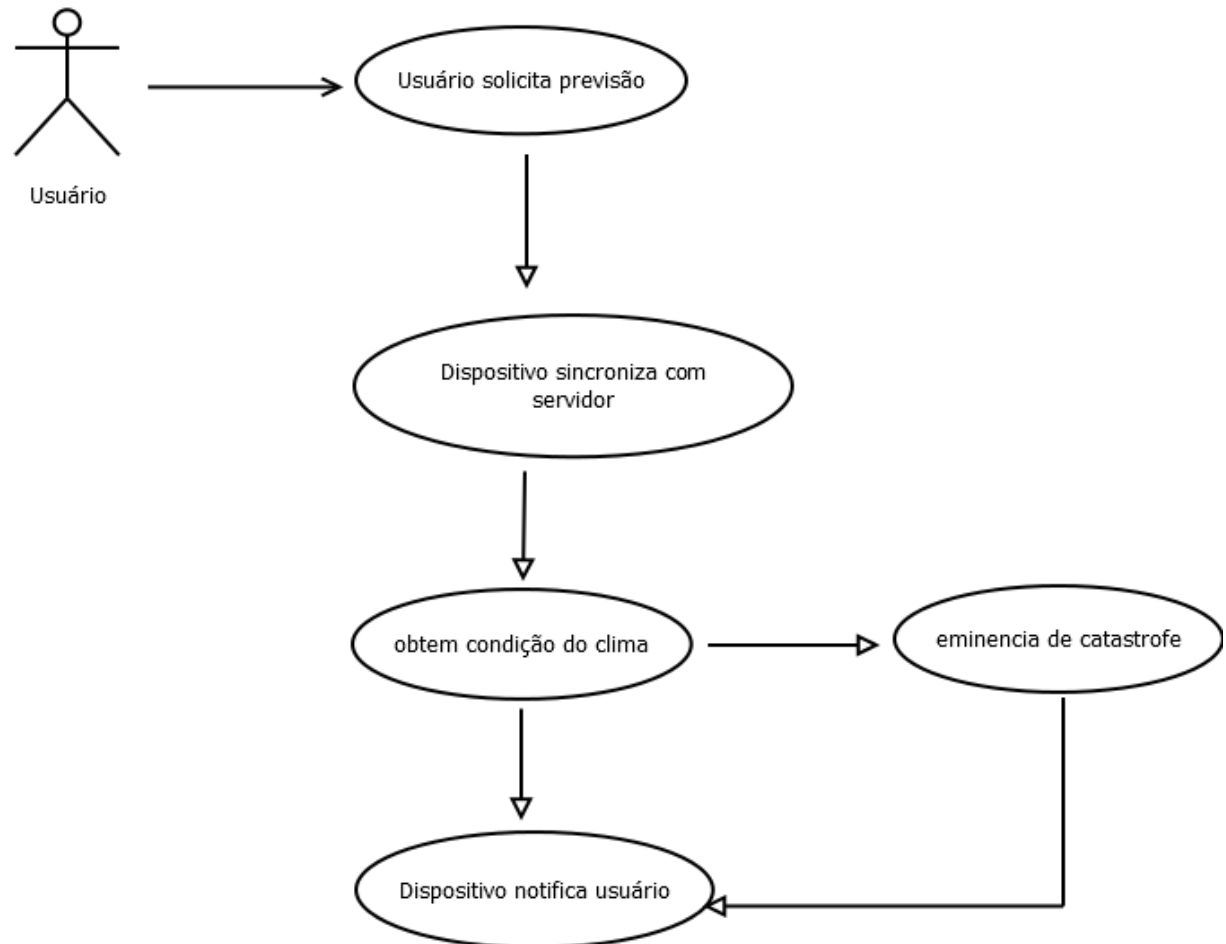 Usuário solicita previsão
Usuário
Dispositivo sincroniza com
servidor
obtem condição do clima
eminencia de catastrofe
Dispositivo notifica usuário